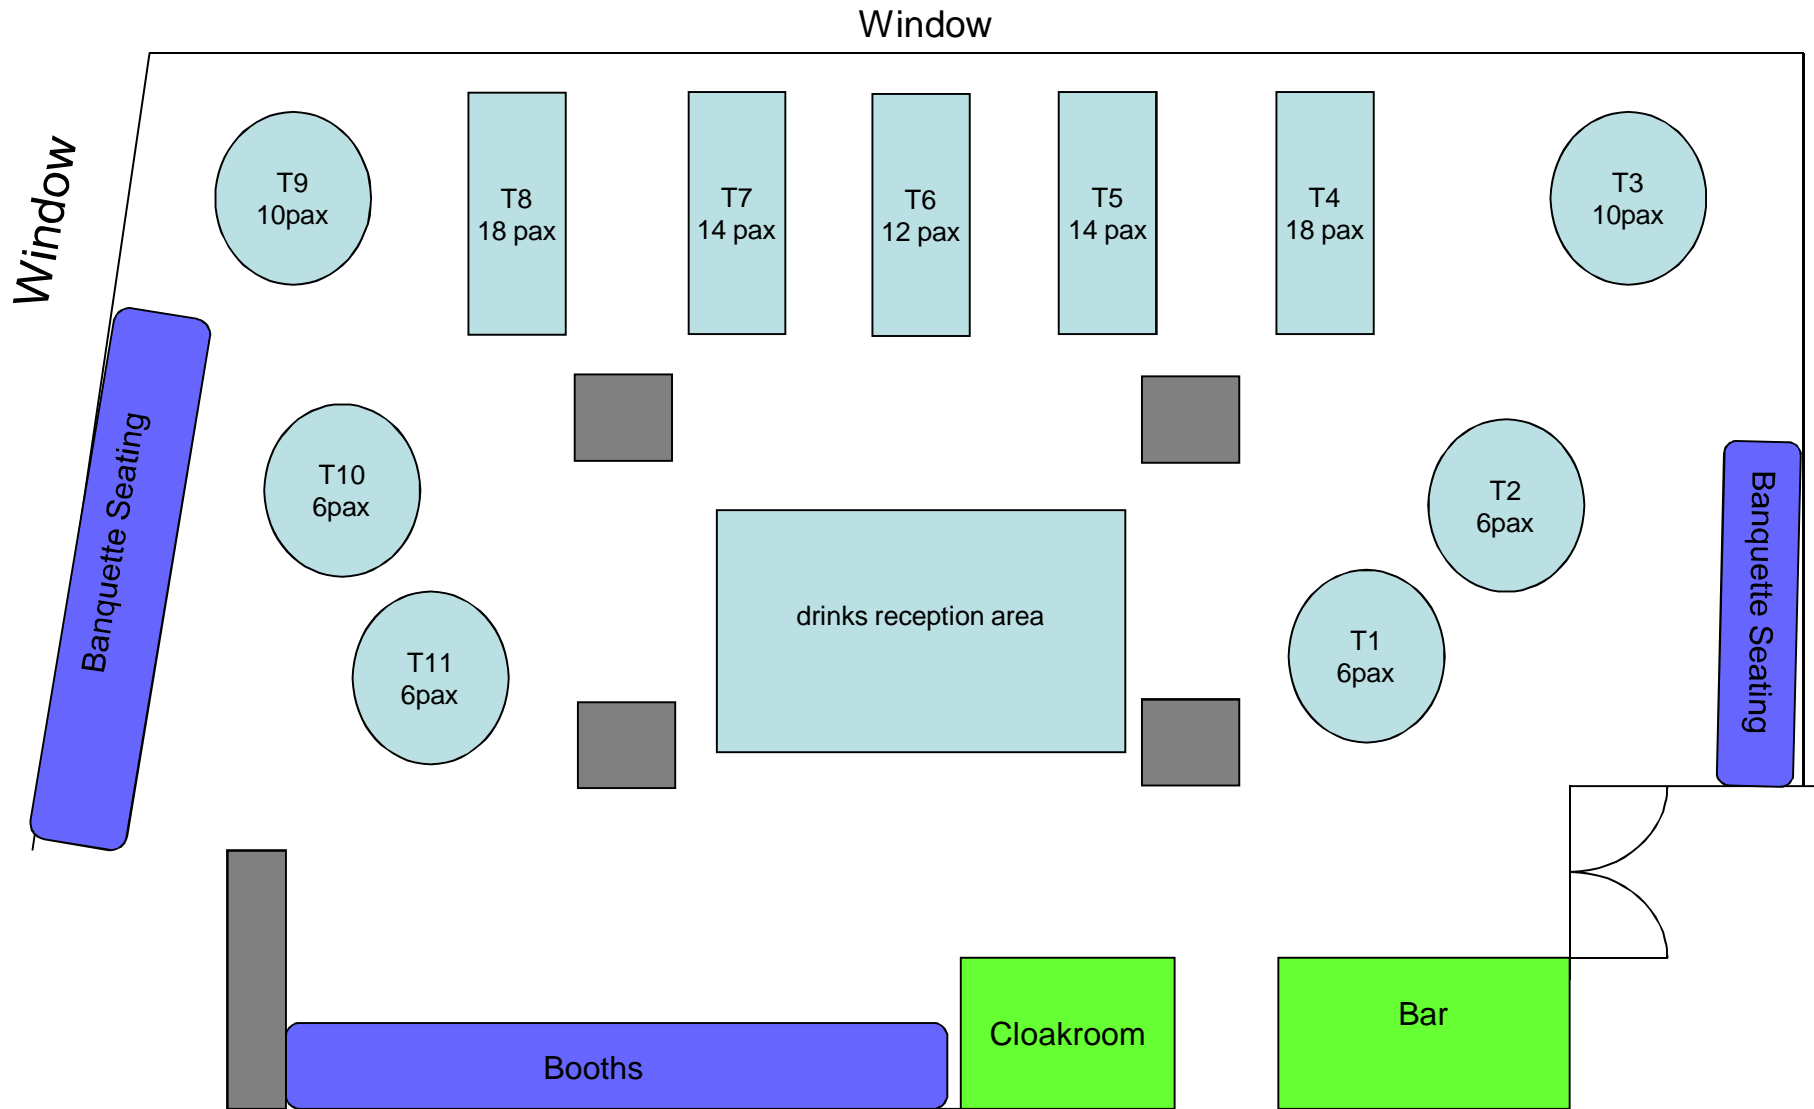 Window
Window
T9
10pax
T8
18 pax
T7
14 pax
T6
12 pax
T5
14 pax
T4
18 pax
T3
10pax
Banquette Seating
T10
6pax
T2
6pax
Banquette Seating
drinks reception area
T11
6pax
T1
6pax
Cloakroom
Bar
Booths